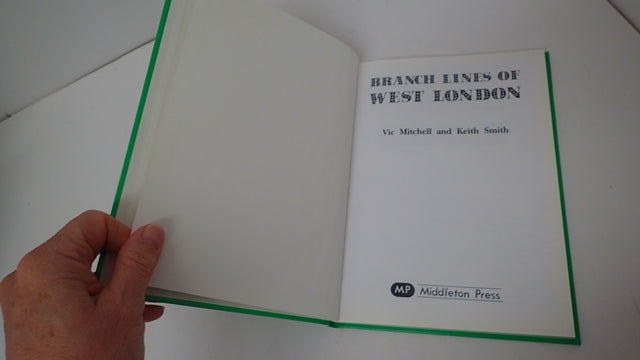 BRANCH LINES OF
WEST LONDON
Vic Mitchell and Keith Smith
MP Middleton Press